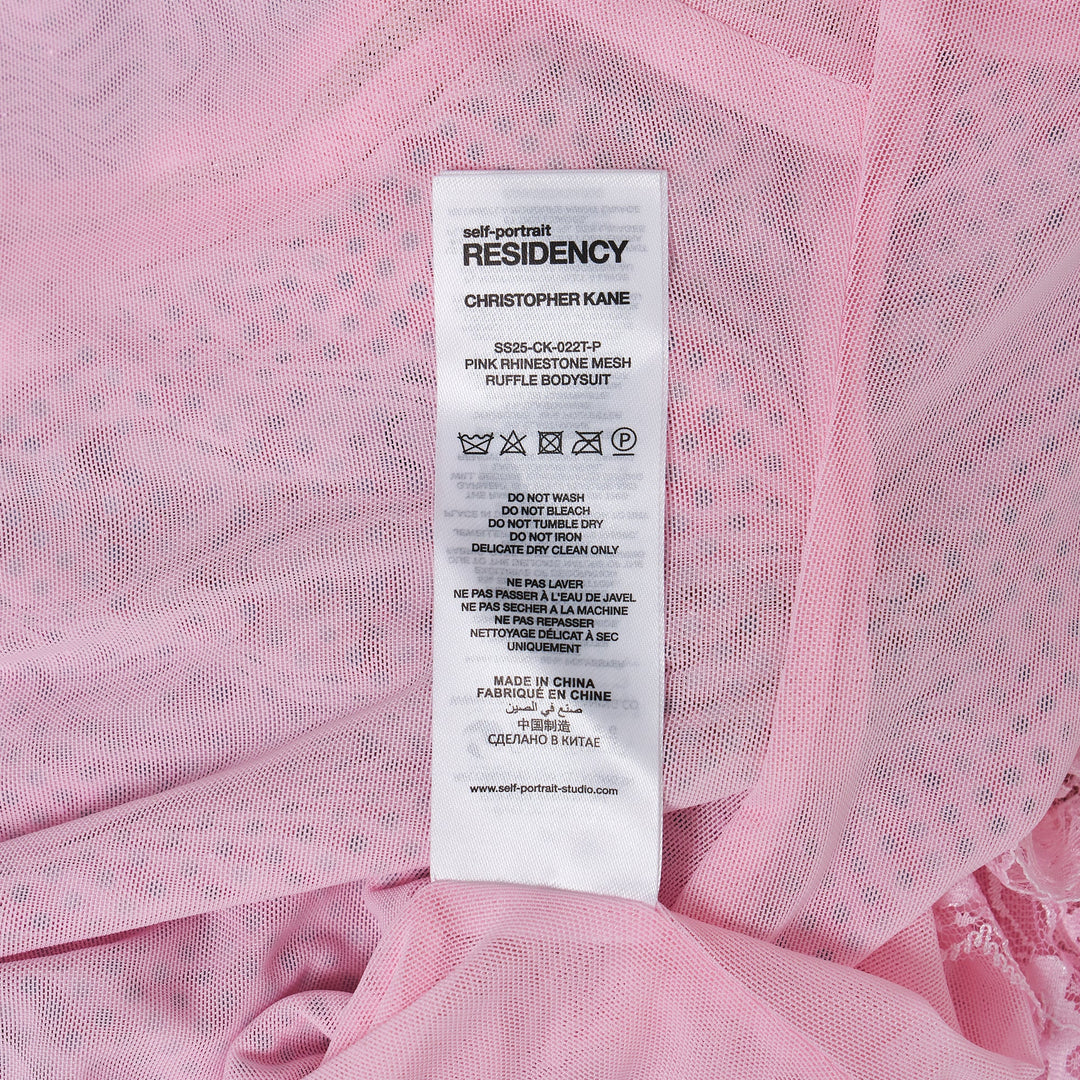 self-portrait
RESIDENCY
CHRISTOPHER KANE
SS25-CK-022T-P
PINK RHINESTONE MESH
RUFFLE BODYSUIT
P
DO NOT WASH
DO NOT BLEACH
DO NOT TUMBLE DRY
DO NOT IRON
DELICATE DRY CLEAN ONLY
NE PAS LAVER
NE PAS PASSER À L'EAU DE JAVEL
NE PAS SECHER A LA MACHINE
NE PAS REPASSER
NETTOYAGE DÉLICAT À SEC
UNIQUEMENT
MADE IN CHINA
FABRIQUÉ EN CHINE
صنع في الصين
中国制造
СДЕЛАНО В КИТАЕ
www.self-portrait-studio.com